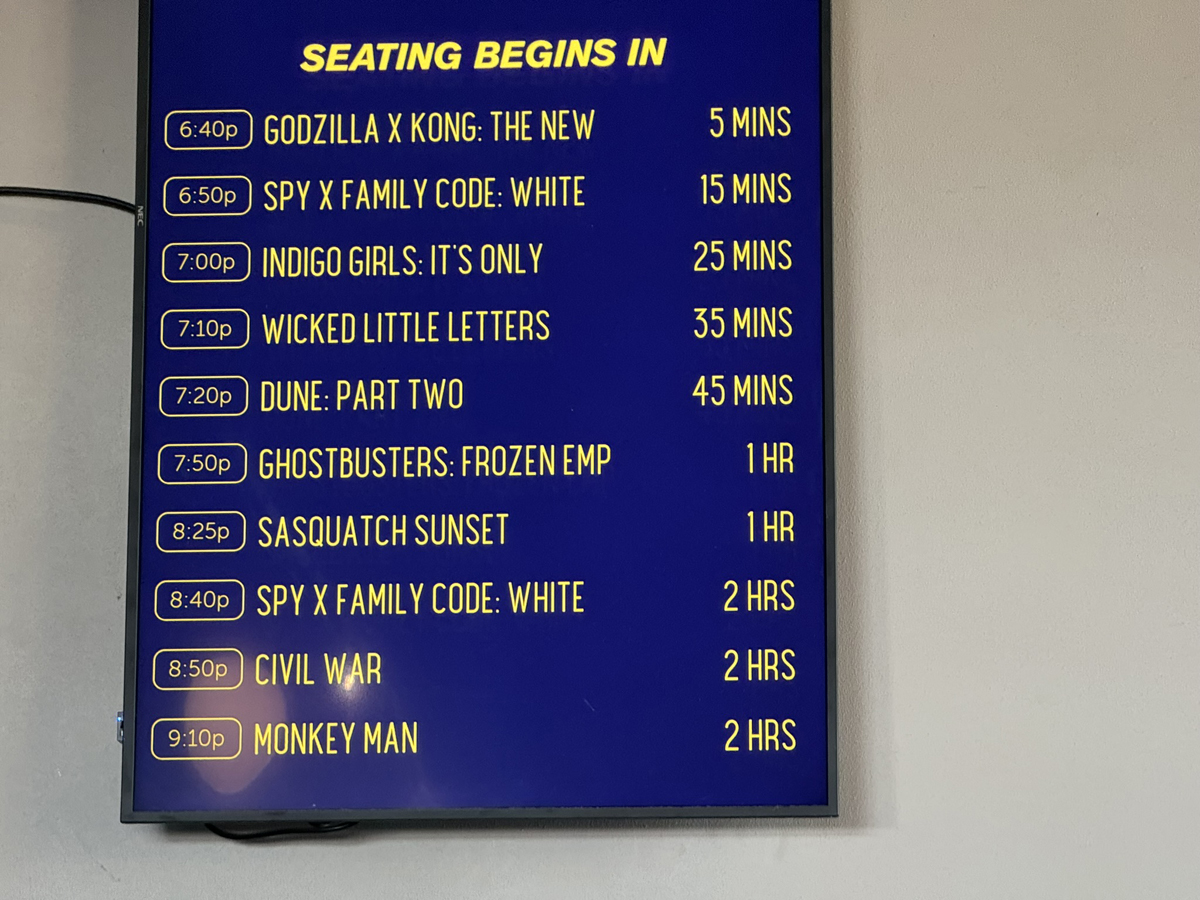 SEATING BEGINS IN
6:40p GODZILLA X KONG: THE NEW 5 MINS
6:50p SPY X FAMILY CODE: WHITE 15 MINS
7:00p INDIGO GIRLS: IT'S ONLY 25 MINS
7:10p WICKED LITTLE LETTERS 35 MINS
7:20p DUNE: PART TWO 45 MINS
7:50p GHOSTBUSTERS: FROZEN EMP 1 HR
8:25p SASQUATCH SUNSET 1 HR
8:40p SPY X FAMILY CODE: WHITE 2 HRS
8:50p CIVIL WAR 2 HRS
9:10p MONKEY MAN 2 HRS
NEC